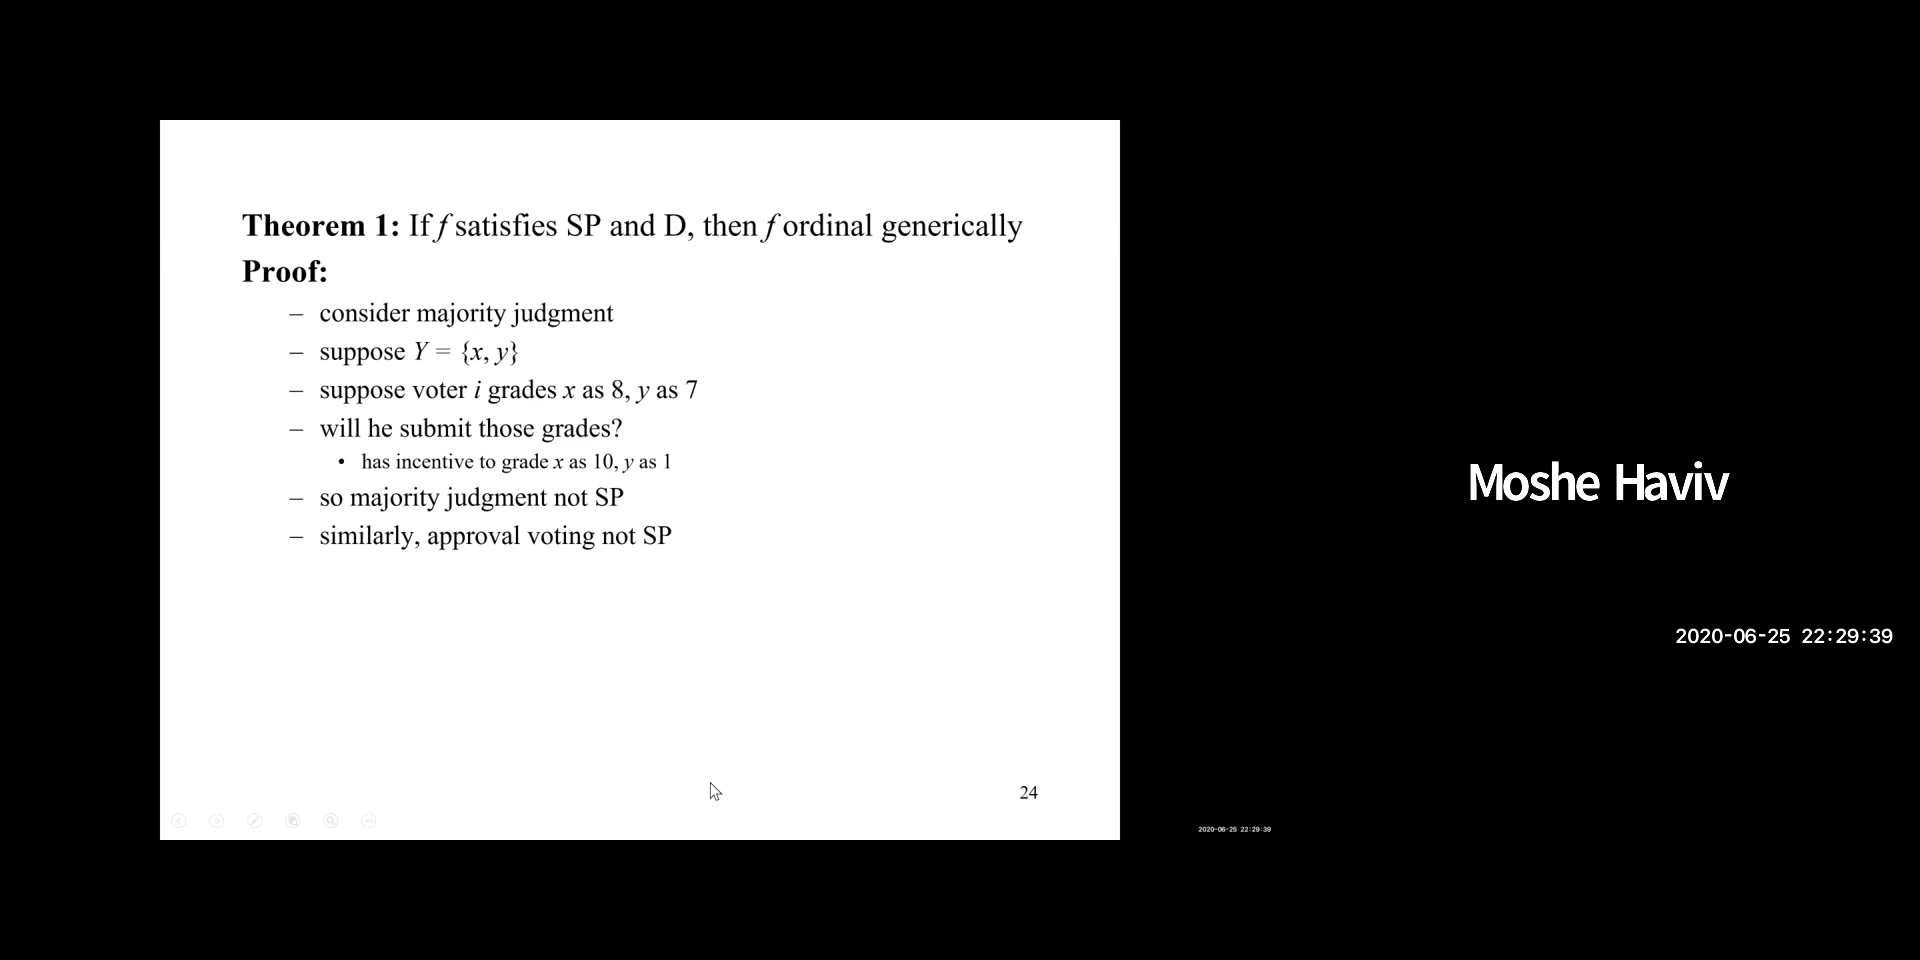 Theorem 1: If f satisfies SP and D, then f ordinal generically
Proof:
– consider majority judgment
– suppose Y = {x, y}
– suppose voter i grades x as 8, y as 7
– will he submit those grades?
• has incentive to grade x as 10, y as 1
– so majority judgment not SP
– similarly, approval voting not SP
24
Moshe Haviv
2020-06-25 22:29:39
2020-06-25 22:29:39